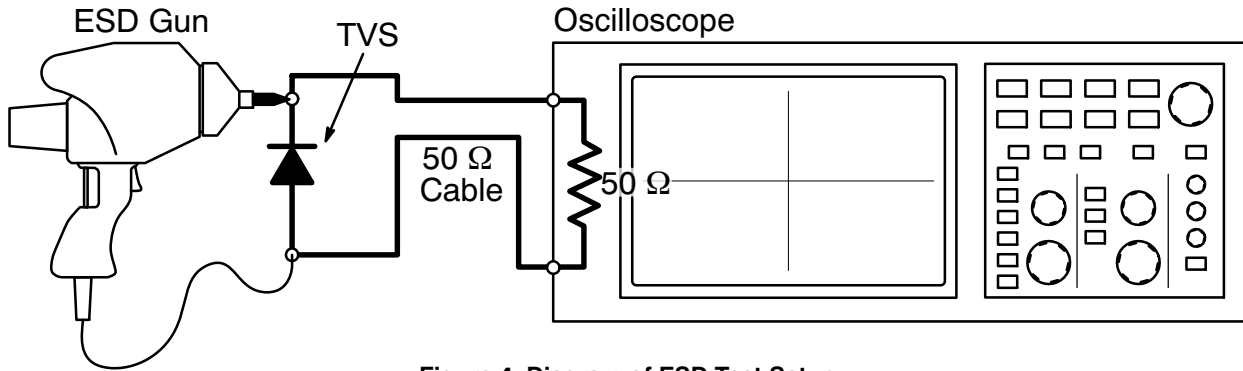 ESD Gun
TVS
Oscilloscope
50 Ω
Cable
50 Ω